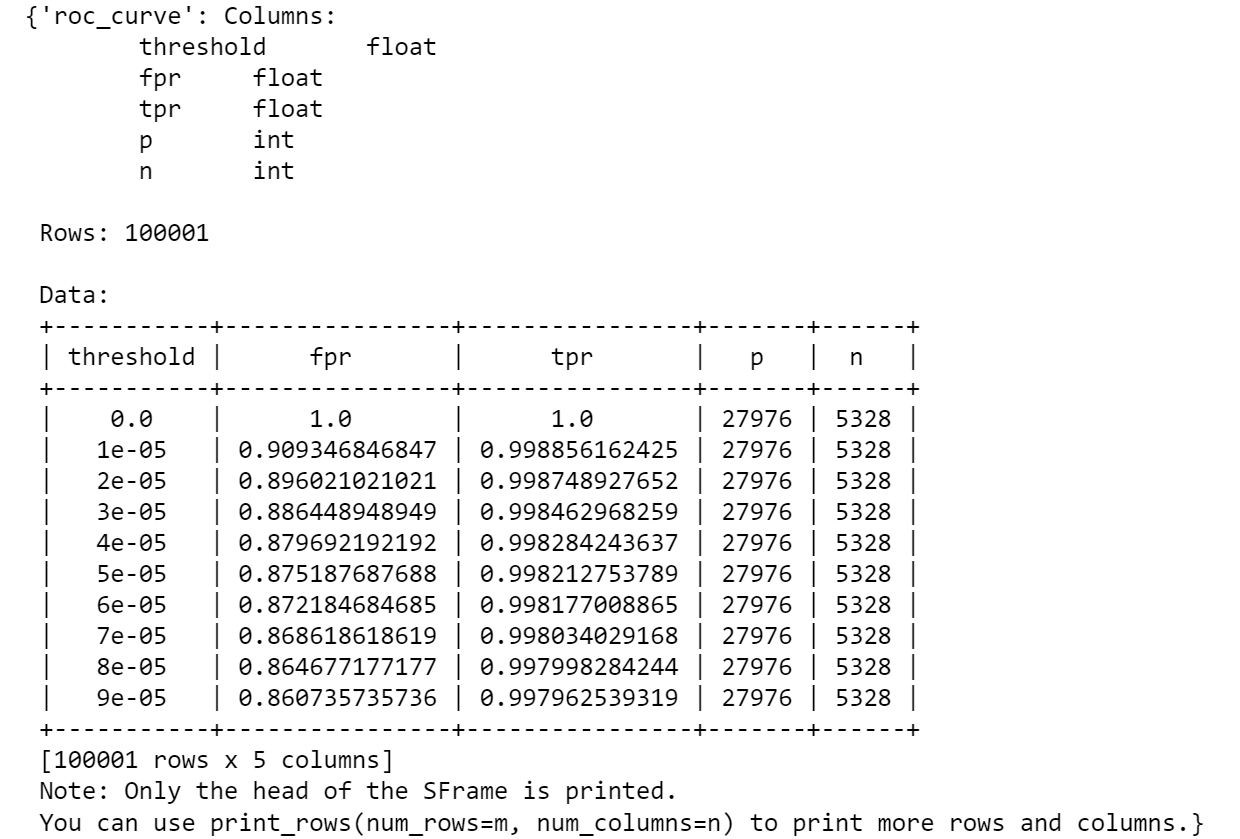 {'roc_curve': Columns:
        threshold       float
        fpr     float
        tpr     float
        p       int
        n       int

 Rows: 100001

 Data:
 +-----------+----------------+----------------+-------+------+
 | threshold |      fpr       |      tpr       |   p   |  n   |
 +-----------+----------------+----------------+-------+------+
 |    0.0    |      1.0       |      1.0       | 27976 | 5328 |
 |   1e-05   | 0.909346846847 | 0.998856162425 | 27976 | 5328 |
 |   2e-05   | 0.896021021021 | 0.998748927652 | 27976 | 5328 |
 |   3e-05   | 0.886448948949 | 0.998462968259 | 27976 | 5328 |
 |   4e-05   | 0.879692192192 | 0.998284243637 | 27976 | 5328 |
 |   5e-05   | 0.875187687688 | 0.998212753789 | 27976 | 5328 |
 |   6e-05   | 0.872184684685 | 0.998177008865 | 27976 | 5328 |
 |   7e-05   | 0.868618618619 | 0.998034029168 | 27976 | 5328 |
 |   8e-05   | 0.864677177177 | 0.997998284244 | 27976 | 5328 |
 |   9e-05   | 0.860735735736 | 0.997962539319 | 27976 | 5328 |
 +-----------+----------------+----------------+-------+------+
 [100001 rows x 5 columns]
 Note: Only the head of the SFrame is printed.
 You can use print_rows(num_rows=m, num_columns=n) to print more rows and columns.}